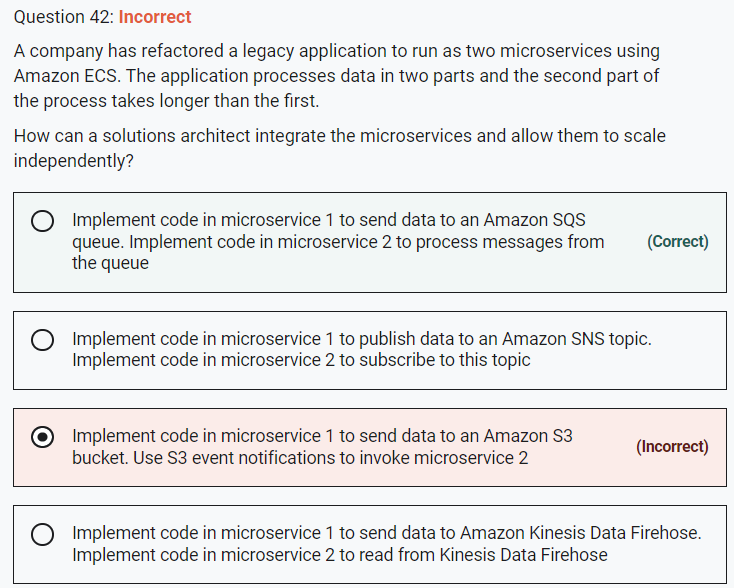 Question 42: Incorrect
A company has refactored a legacy application to run as two microservices using
Amazon ECS. The application processes data in two parts and the second part of
the process takes longer than the first.
How can a solutions architect integrate the microservices and allow them to scale
independently?
Implement code in microservice 1 to send data to an Amazon SQS
queue. Implement code in microservice 2 to process messages from
the queue
(Correct)
Implement code in microservice 1 to publish data to an Amazon SNS topic.
Implement code in microservice 2 to subscribe to this topic
Implement code in microservice 1 to send data to an Amazon S3
bucket. Use S3 event notifications to invoke microservice 2
(Incorrect)
Implement code in microservice 1 to send data to Amazon Kinesis Data Firehose.
Implement code in microservice 2 to read from Kinesis Data Firehose